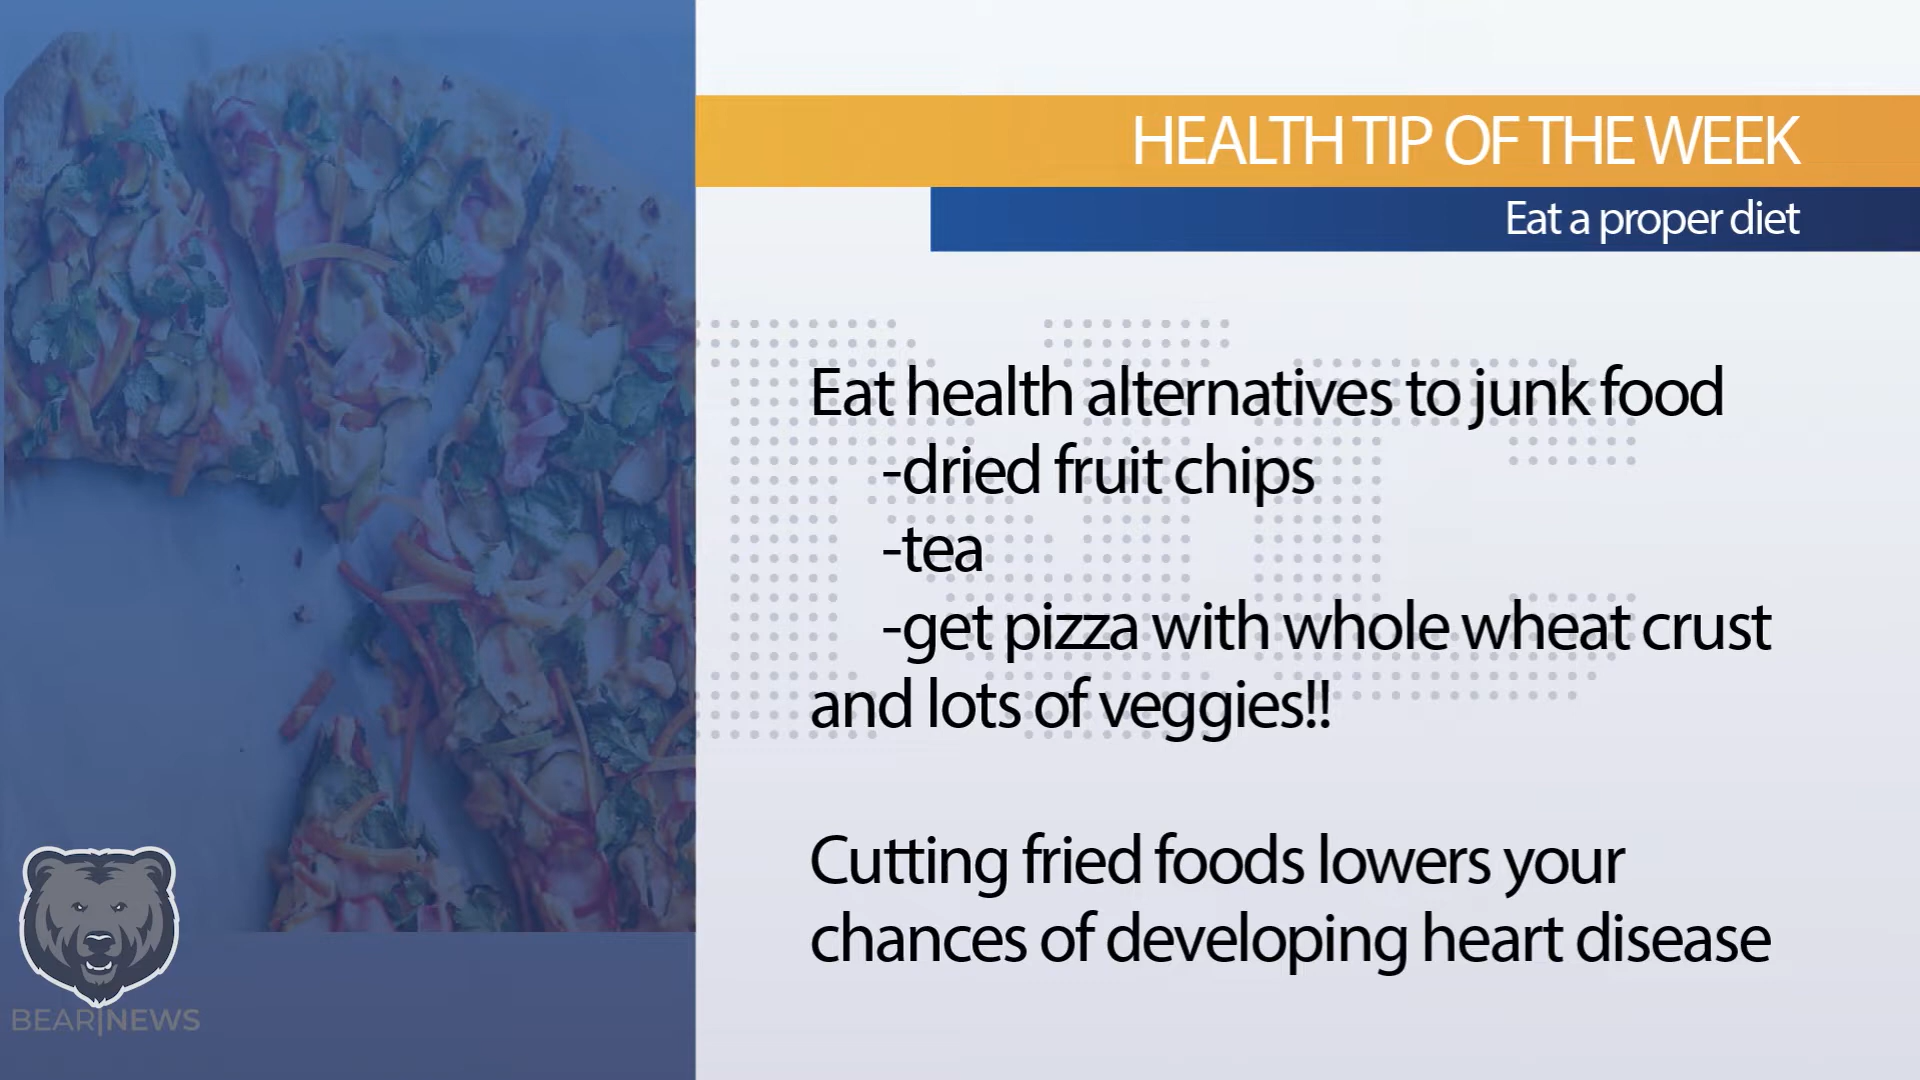 HEALTH TIP OF THE WEEK
Eat a proper diet
Eat health alternatives to junk food
-dried fruit chips
-tea
-get pizza with whole wheat crust
and lots of veggies!!
Cutting fried foods lowers your
chances of developing heart disease
BEAR|NEWS